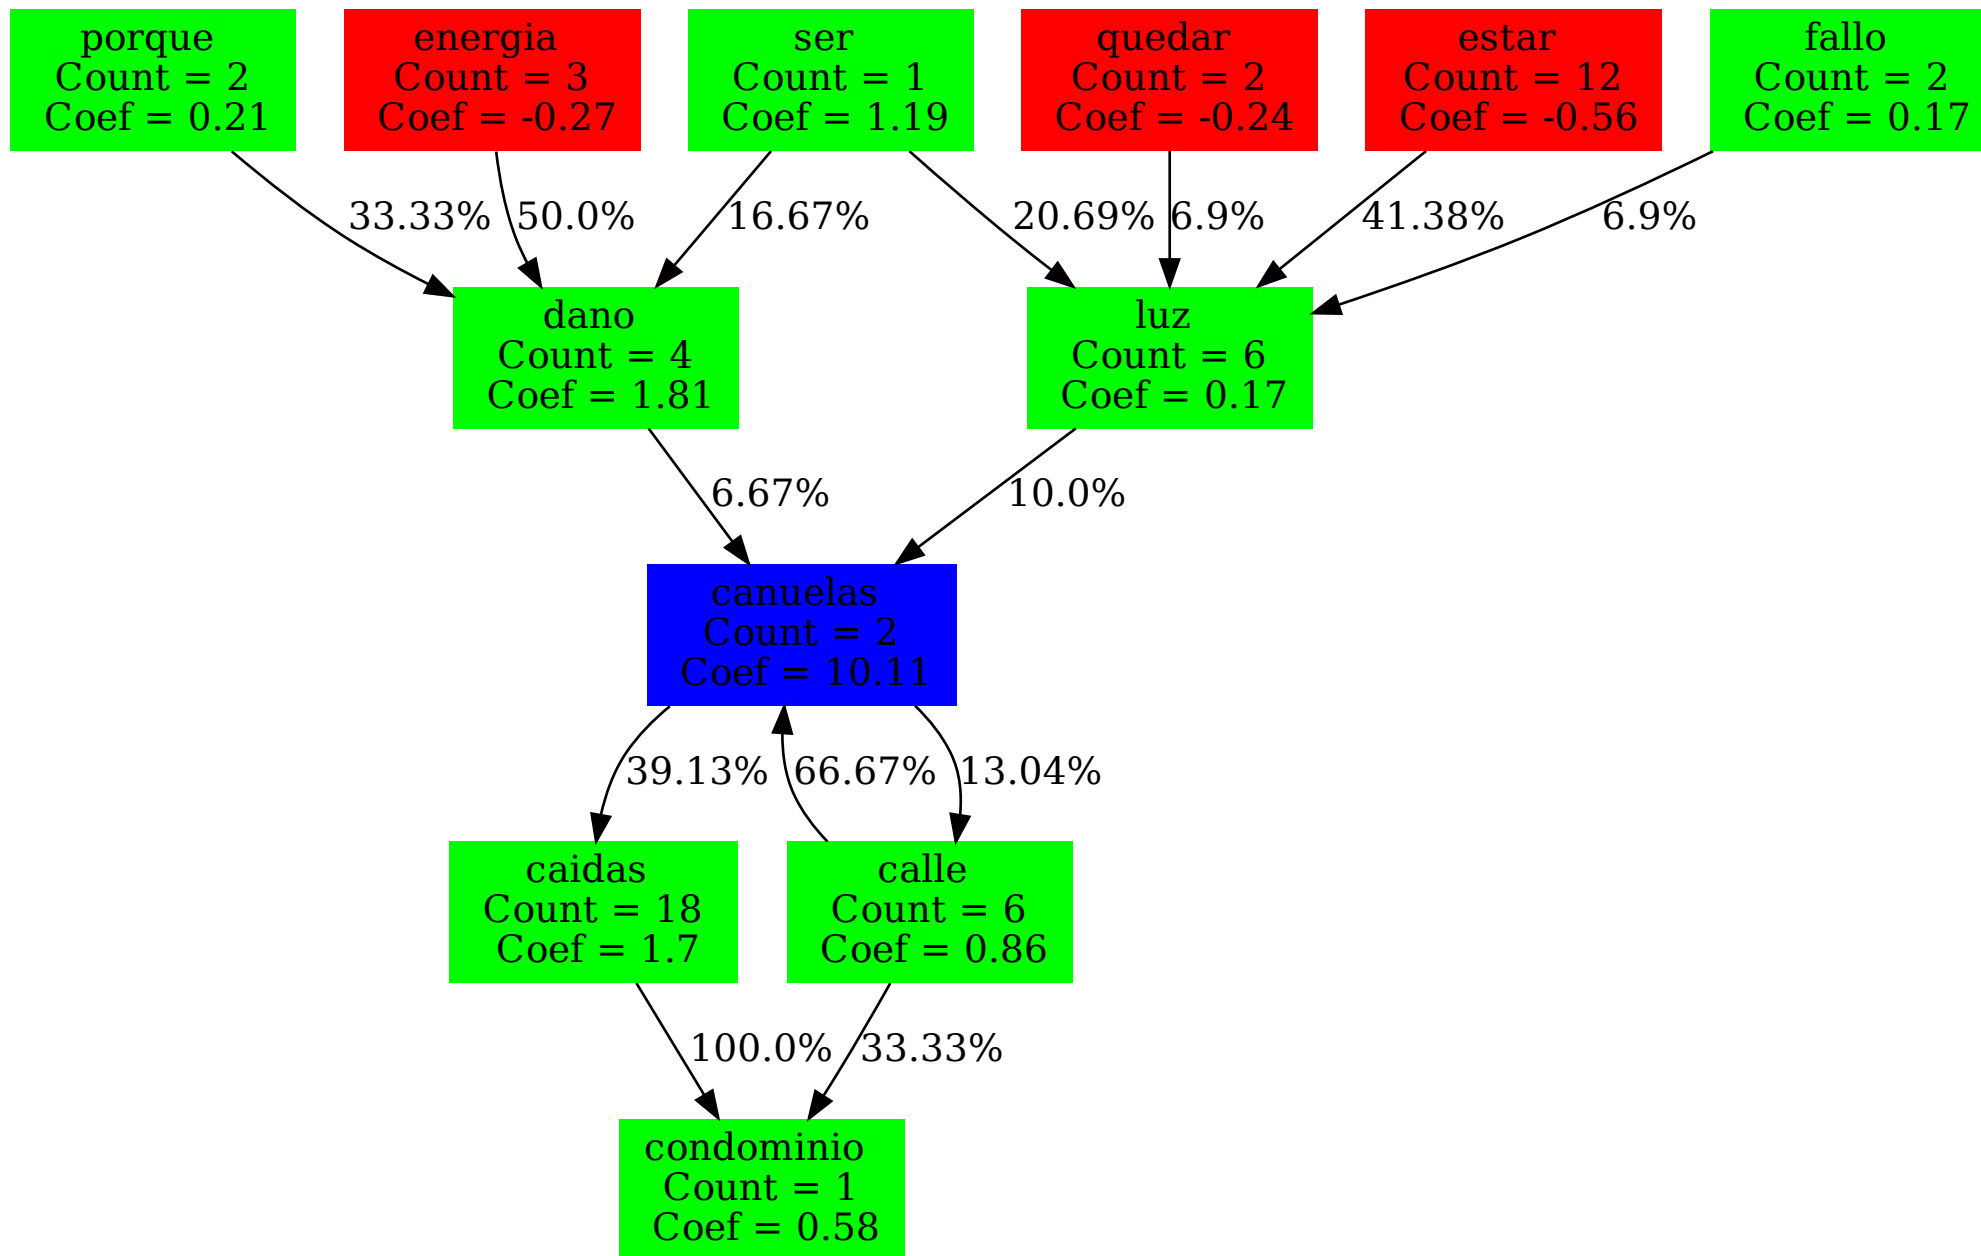 porque
Count = 2
Coef = 0.21
energia
Count = 3
Coef = -0.27
ser
Count = 1
Coef = 1.19
quedar
Count = 2
Coef = -0.24
estar
Count = 12
Coef = -0.56
fallo
Count = 2
Coef = 0.17
33.33%
50.0%
16.67%
20.69%
6.9%
41.38%
6.9%
dano
Count = 4
Coef = 1.81
luz
Count = 6
Coef = 0.17
6.67%
10.0%
canuelas
Count = 2
Coef = 10.11
39.13%
66.67%
13.04%
caidas
Count = 18
Coef = 1.7
calle
Count = 6
Coef = 0.86
100.0%
33.33%
condominio
Count = 1
Coef = 0.58